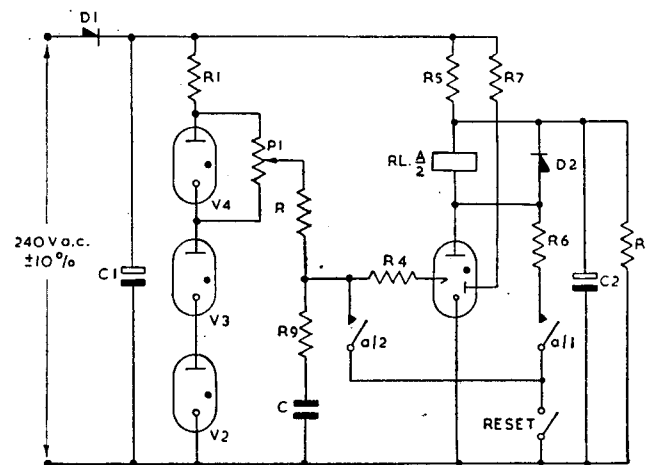 D1
R1
R5
R7
P1
RL. A/2
D2
V4
R
R6
R
240 V a.c.
±10%
C1
R4
C2
V3
R9
a/2
a/1
C
V2
RESET